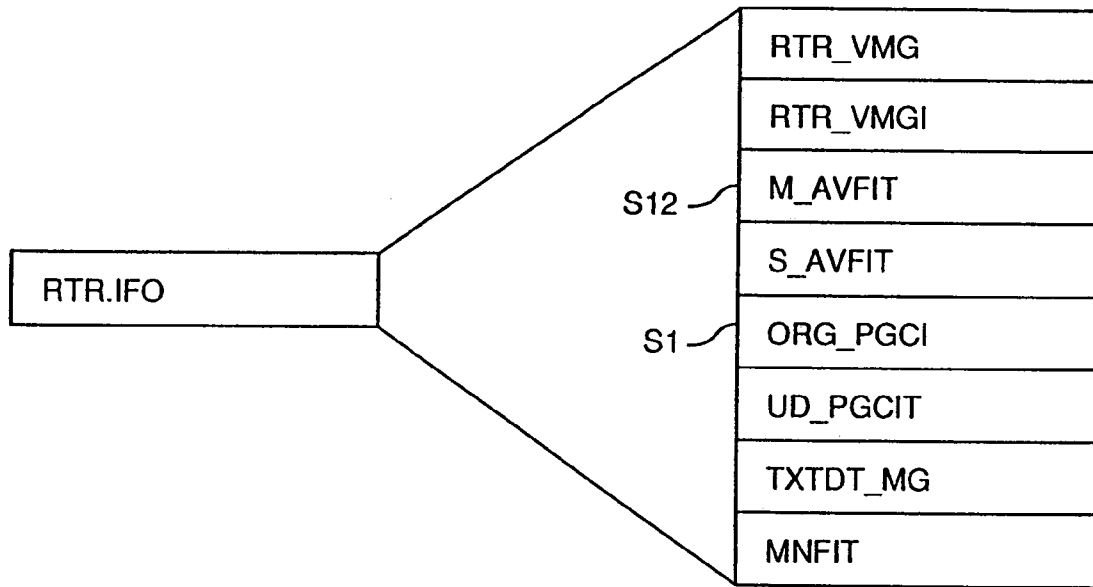 RTR.IFO
S12
S1
RTR_VMG
RTR_VMGI
M_AVFIT
S_AVFIT
ORG_PGCI
UD_PGCIT
TXTDT_MG
MNFIT